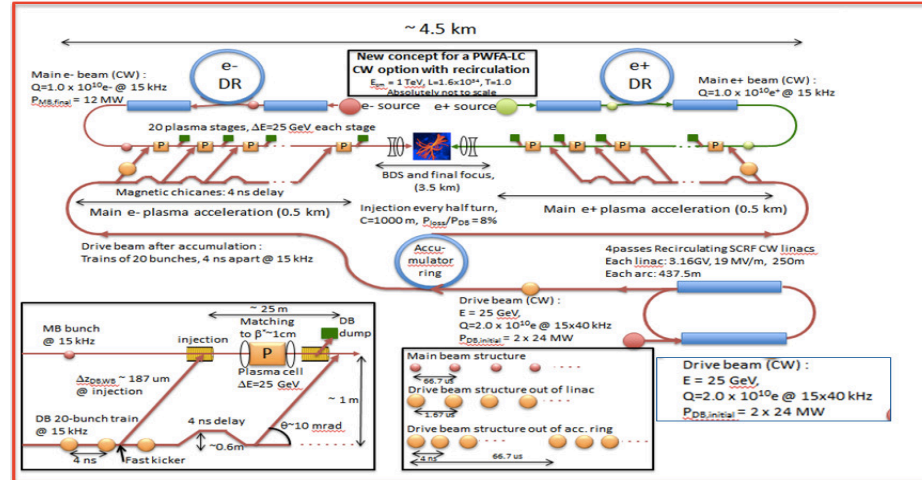 ~ 4.5 km
e-
DR
New concept for a PWFA-LC
CW option with recirculation
E_cm = 1 TeV, L=1.6x10³⁴, T=1.0
Absolutely not to scale
e+
DR
Main e- beam (CW) :
Q=1.0 x 10¹⁰e- @ 15 kHz
P_MB,final = 12 MW
e- source
e+ source
Main e+ beam (CW) :
Q=1.0 x 10¹⁰e⁺ @ 15 kHz
20 plasma stages, ΔE=25 GeV each stage
P P P P
P P P P
BDS and final focus,
(3.5 km)
Magnetic chicanes: 4 ns delay
Main e- plasma acceleration (0.5 km)
Injection every half turn,
C=1000 m, P_loss/P_DB = 8%
Main e+ plasma acceleration (0.5 km)
Drive beam after accumulation :
Trains of 20 bunches, 4 ns apart @ 15 kHz
Accu-
mulator
ring
4passes Recirculating SCRF CW linacs
Each linac: 3.16GV, 19 MV/m, 250m
Each arc: 437.5m
Drive beam (CW) :
E = 25 GeV,
Q=2.0 x 10¹⁰e @ 15x40 kHz
P_DB,initial = 2 x 24 MW
~ 25 m
MB bunch
@ 15 kHz
injection
Matching
to β*~1cm
DB
dump
P
Plasma cell
ΔE=25 GeV
Δz_DB,WB ~ 187 um
@ injection
~ 1 m
DB 20-bunch train
@ 15 kHz
4 ns delay
θ~10 mrad
~0.6m
4 ns
Fast kicker
Main beam structure
66.7 us
Drive beam structure out of linac
1.67 us
Drive beam structure out of acc. ring
~4 ns
66.7 us
Drive beam (CW) :
E = 25 GeV,
Q=2.0 x 10¹⁰e @ 15x40 kHz
P_DB,initial = 2 x 24 MW